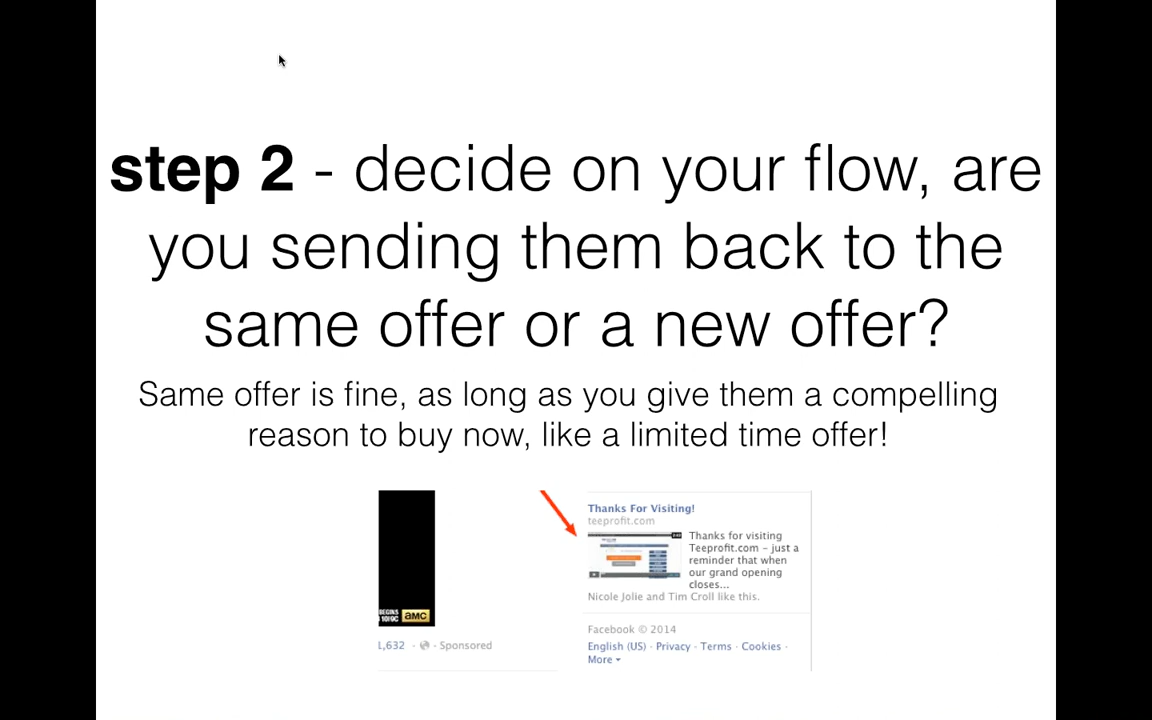 step 2 - decide on your flow, are
you sending them back to the
same offer or a new offer?
Same offer is fine, as long as you give them a compelling
reason to buy now, like a limited time offer!
BEGINS
10|9C
amc
1,632 · Sponsored
Thanks For Visiting!
teeprofit.com
Thanks for visiting
Teeprofit.com - just a
reminder that when
our grand opening
closes...
Nicole Jolie and Tim Croll like this.
Facebook © 2014
English (US) · Privacy · Terms · Cookies ·
More